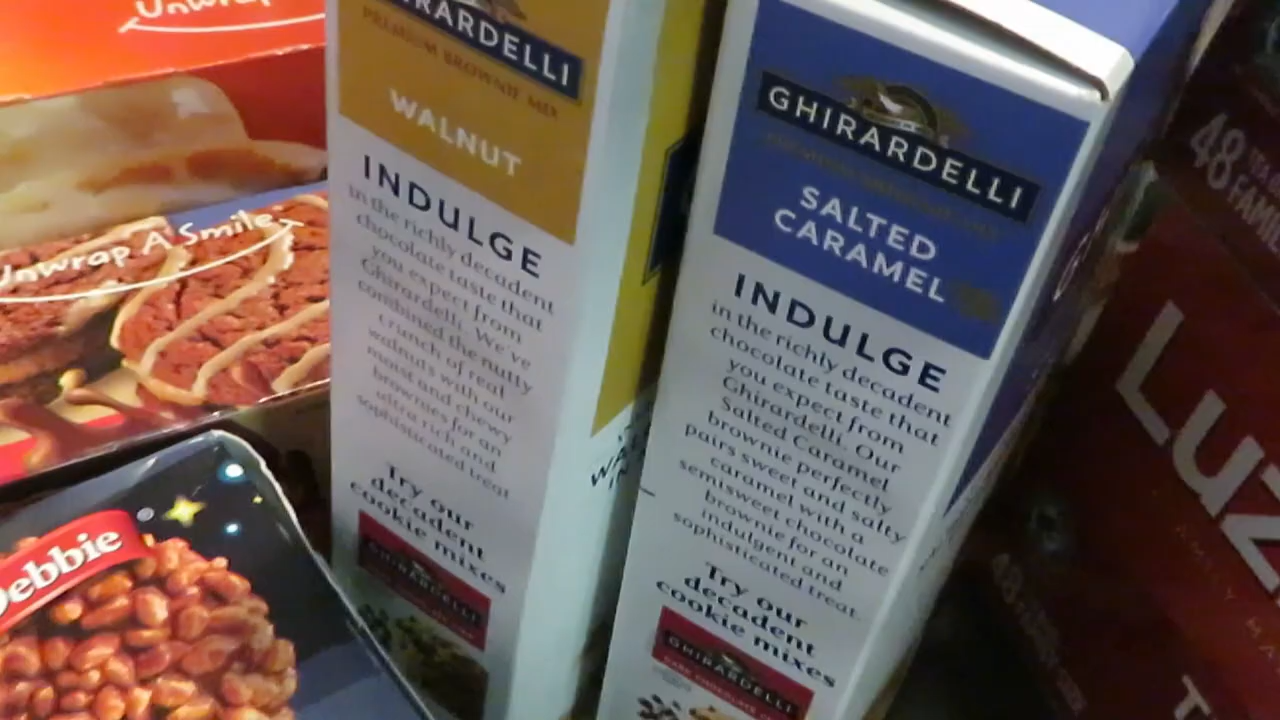 Unwrap
Unwrap A Smile
Debbie
GHIRARDELLI
PREMIUM BROWNIE MIX
WALNUT
INDULGE
in the richly decadent
chocolate taste that
you expect from
Ghirardelli. We've
combined the nutty
crunch of real
walnuts with our
moist and chewy
brownies for an
ultra rich and
sophisticated treat
Try our
decadent
cookie mixes
GHIRARDELLI
GHIRARDELLI
SALTED
CARAMEL
INDULGE
in the richly decadent
chocolate taste that
you expect from
Ghirardelli. Our
Salted Caramel
brownie perfectly
pairs sweet and salty
caramel with a
semisweet chocolate
brownie for an
indulgent and
sophisticated treat.
Try our
decadent
cookie mixes
GHIRARDELLI
48
LUZ